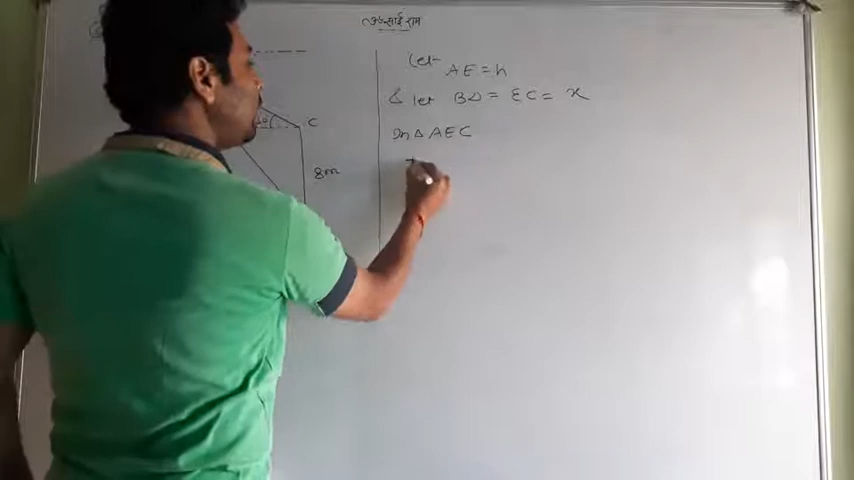 ॐ साई राम
Let AE = h
& let BD = EC = x
In Δ AEC
C
8m